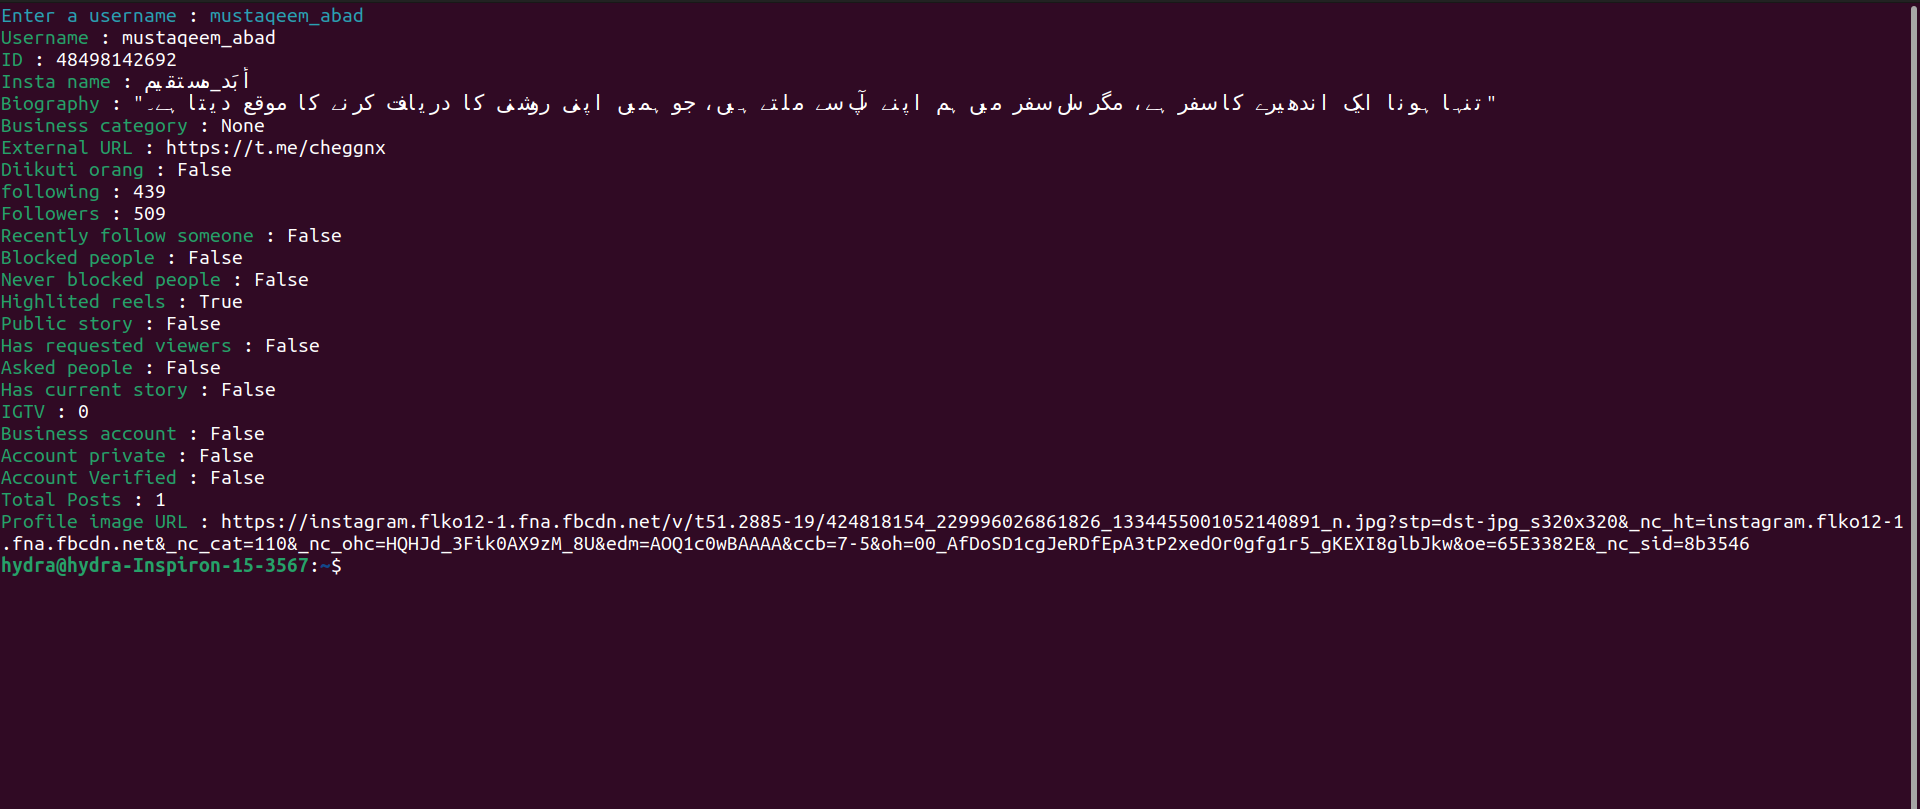 Enter a username : mustaqeem_abad
Username : mustaqeem_abad
ID : 48498142692
Insta name : أبَد_مستقیم
Biography : "تنہا ہونا ایک اندھیرے کا سفر ہے، مگر اس سفر میں ہم اپنے آپ سے ملتے ہیں، جو ہمیں اپنی روشنی کا دریافت کرنے کا موقع دیتا ہے۔"
Business category : None
External URL : https://t.me/cheggnx
Diikuti orang : False
following : 439
Followers : 509
Recently follow someone : False
Blocked people : False
Never blocked people : False
Highlited reels : True
Public story : False
Has requested viewers : False
Asked people : False
Has current story : False
IGTV : 0
Business account : False
Account private : False
Account Verified : False
Total Posts : 1
Profile image URL : https://instagram.flko12-1.fna.fbcdn.net/v/t51.2885-19/424818154_229996026861826_1334455001052140891_n.jpg?stp=dst-jpg_s320x320&_nc_ht=instagram.flko12-1
.fna.fbcdn.net&_nc_cat=110&_nc_ohc=HQHJd_3Fik0AX9zM_8U&edm=AOQ1c0wBAAAA&ccb=7-5&oh=00_AfDoSD1cgJeRDfEpA3tP2xedOr0gfg1r5_gKEXI8glbJkw&oe=65E3382E&_nc_sid=8b3546
hydra@hydra-Inspiron-15-3567:~$